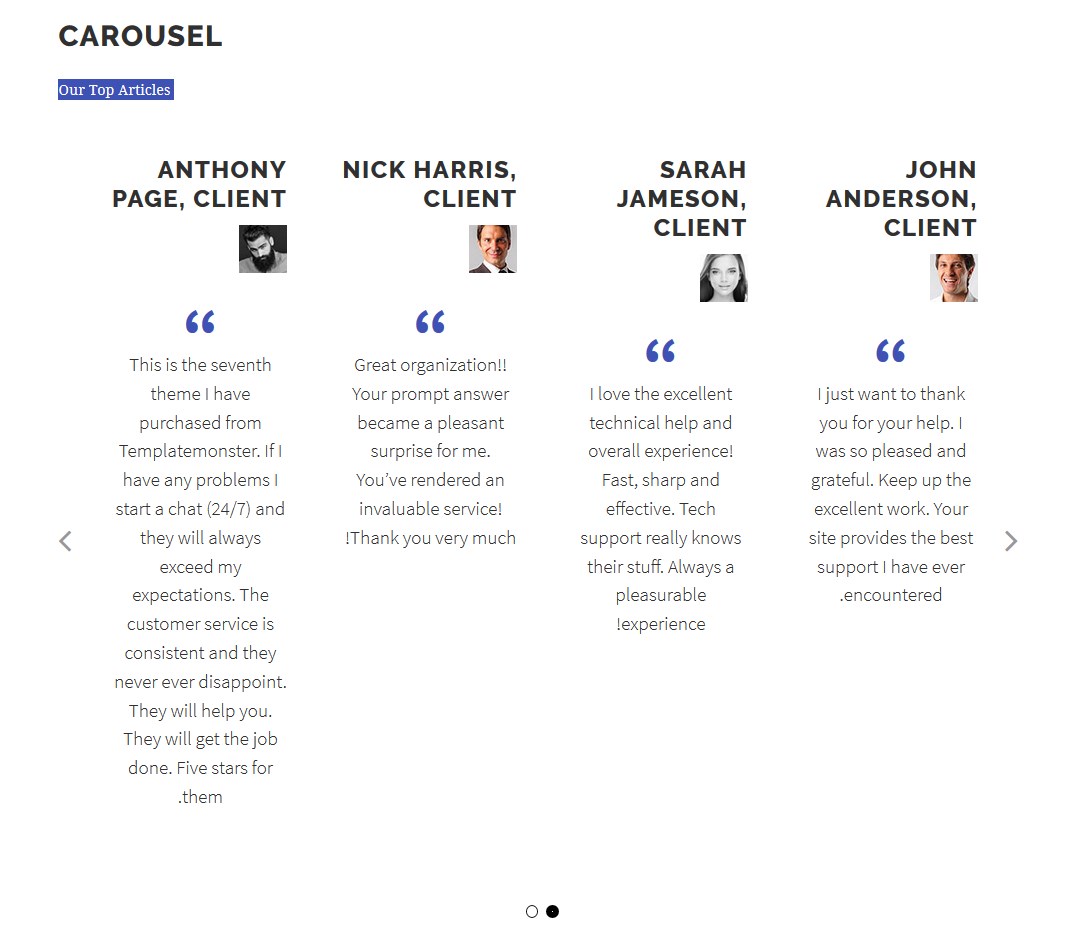 CAROUSEL
Our Top Articles
ANTHONY
PAGE, CLIENT
“
This is the seventh
theme I have
purchased from
Templatemonster. If I
have any problems I
start a chat (24/7) and
they will always
exceed my
expectations. The
customer service is
consistent and they
never ever disappoint.
They will help you.
They will get the job
done. Five stars for
.them
NICK HARRIS,
CLIENT
“
Great organization!!
Your prompt answer
became a pleasant
surprise for me.
You’ve rendered an
invaluable service!
!Thank you very much
SARAH
JAMESON,
CLIENT
“
I love the excellent
technical help and
overall experience!
Fast, sharp and
effective. Tech
support really knows
their stuff. Always a
pleasurable
!experience
JOHN
ANDERSON,
CLIENT
“
I just want to thank
you for your help. I
was so pleased and
grateful. Keep up the
excellent work. Your
site provides the best
support I have ever
.encountered